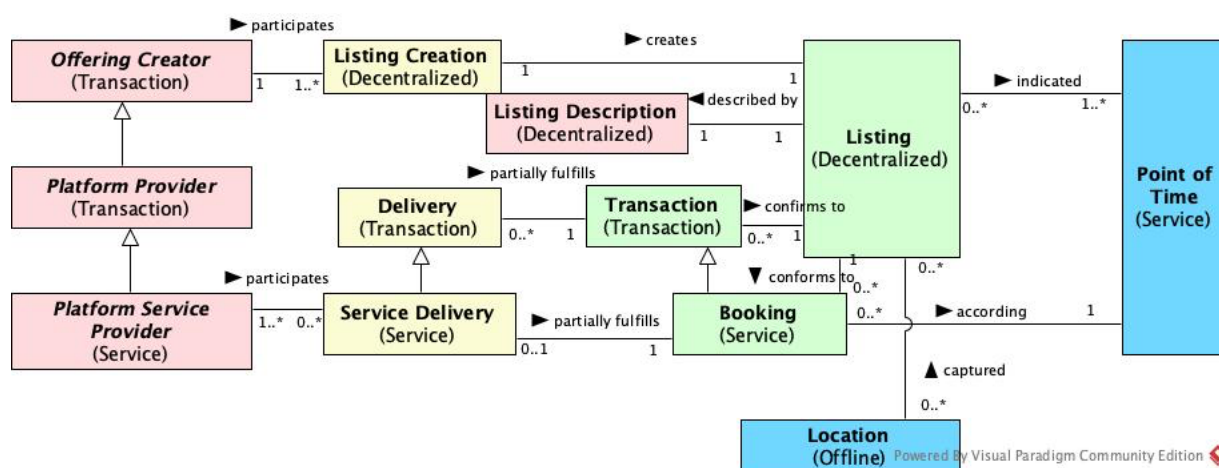 ► participates
Offering Creator
(Transaction)
1
1..*
Listing Creation
(Decentralized)
► creates
1
1
Listing Description
(Decentralized)
◄ described by
1
1
Listing
(Decentralized)
► indicated
0..*
1..*
Point of
Time
(Service)
Platform Provider
(Transaction)
► partially fulfills
Delivery
(Transaction)
0..*
1
Transaction
(Transaction)
► confirms to
0..*
1
► participates
Platform Service
Provider
(Service)
1..*
0..*
Service Delivery
(Service)
► partially fulfills
0..1
1
▼ conforms to
1
0..*
Booking
(Service)
0..*
► according
1
0..*
▲ captured
0..*
Location
(Offline)
Powered By Visual Paradigm Community Edition